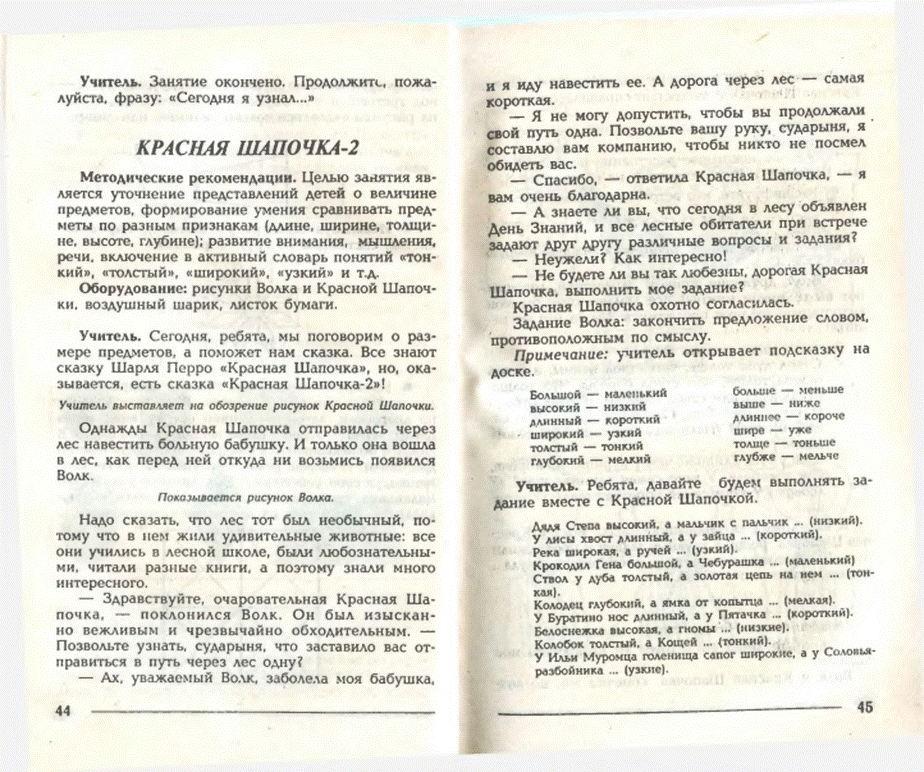 Учитель. Занятие окончено. Продолжите, пожа-
луйста, фразу: «Сегодня я узнал...»
КРАСНАЯ ШАПОЧКА-2
Методические рекомендации. Целью занятия яв-
ляется уточнение представлений детей о величине
предметов, формирование умения сравнивать пред-
меты по разным признакам (длине, ширине, толщи-
не, высоте, глубине); развитие внимания, мышления,
речи, включение в активный словарь понятий «тон-
кий», «толстый», «широкий», «узкий» и т.д.
Оборудование: рисунки Волка и Красной Шапоч-
ки, воздушный шарик, листок бумаги.
Учитель. Сегодня, ребята, мы поговорим о раз-
мере предметов, а поможет нам сказка. Все знают
сказку Шарля Перро «Красная Шапочка», но, ока-
зывается, есть сказка «Красная Шапочка-2»!
Учитель выставляет на обозрение рисунок Красной Шапочки.
Однажды Красная Шапочка отправилась через
лес навестить больную бабушку. И только она вошла
в лес, как перед ней откуда ни возьмись появился
Волк.
Показывается рисунок Волка.
Надо сказать, что лес тот был необычный, по-
тому что в нем жили удивительные животные: все
они учились в лесной школе, были любознательны-
ми, читали разные книги, а поэтому знали много
интересного.
— Здравствуйте, очаровательная Красная Ша-
почка, — поклонился Волк. Он был изыскан-
но вежливым и чрезвычайно обходительным. —
Позвольте узнать, сударыня, что заставило вас от-
правиться в путь через лес одну?
— Ах, уважаемый Волк, заболела моя бабушка,
44
и я иду навестить ее. А дорога через лес — самая
короткая.
— Я не могу допустить, чтобы вы продолжали
свой путь одна. Позвольте вашу руку, сударыня, я
составлю вам компанию, чтобы никто не посмел
обидеть вас.
— Спасибо, — ответила Красная Шапочка, — я
вам очень благодарна.
— А знаете ли вы, что сегодня в лесу объявлен
День Знаний, и все лесные обитатели при встрече
задают друг другу различные вопросы и задания?
— Неужели? Как интересно!
— Не будете ли вы так любезны, дорогая Красная
Шапочка, выполнить мое задание?
Красная Шапочка охотно согласилась.
Задание Волка: закончить предложение словом,
противоположным по смыслу.
Примечание: учитель открывает подсказку на
доске.
Большой — маленький
высокий — низкий
длинный — короткий
широкий — узкий
толстый — тонкий
глубокий — мелкий
больше — меньше
выше — ниже
длиннее — короче
шире — уже
толще — тоньше
глубже — мельче
Учитель. Ребята, давайте будем выполнять за-
дание вместе с Красной Шапочкой.
Дядя Степа высокий, а мальчик с пальчик ... (низкий).
У лисы хвост длинный, а у зайца ... (короткий).
Река широкая, а ручей ... (узкий).
Крокодил Гена большой, а Чебурашка ... (маленький)
Ствол у дуба толстый, а золотая цепь на нем ... (тон-
кая).
Колодец глубокий, а ямка от копытца ... (мелкая).
У Буратино нос длинный, а у Пятачка ... (короткий).
Белоснежка высокая, а гномы ... (низкие).
Колобок толстый, а Кощей ... (тонкий).
У Ильи Муромца голенища сапог широкие, а у Соловья-
разбойника ... (узкие).
45